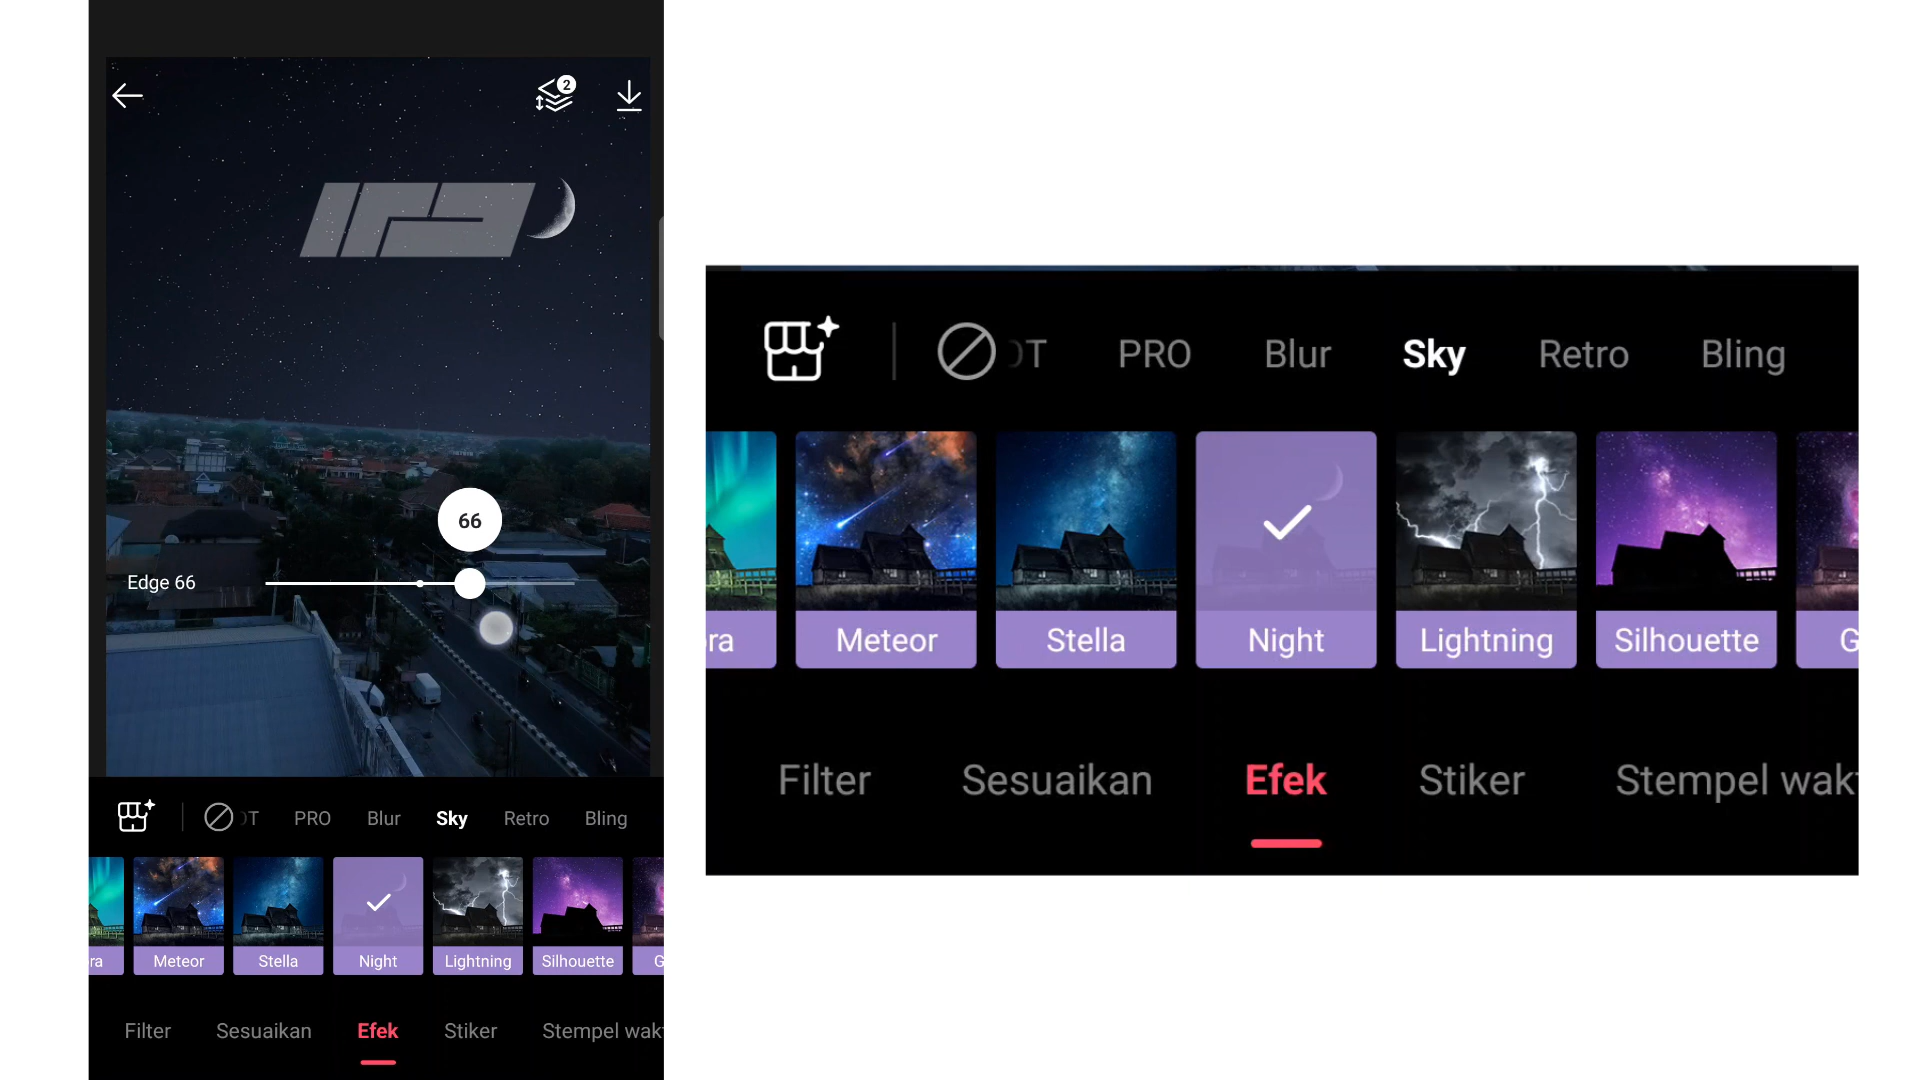 2
66
Edge 66
PRO Blur Sky Retro Bling
Meteor Stella Night Lightning Silhouette
Filter Sesuaikan Efek Stiker Stempel wak
PRO Blur Sky Retro Bling
Meteor Stella Night Lightning Silhouette
Filter Sesuaikan Efek Stiker Stempel wak